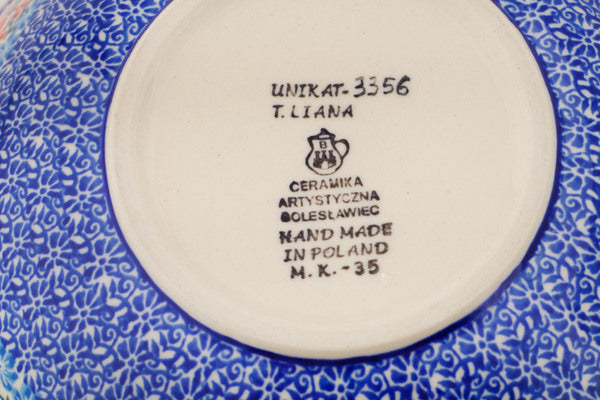 UNIKAT-3356
T. LIANA
B
CERAMIKA
ARTYSTYCZNA
BOLESŁAWIEC
HAND MADE
IN POLAND
M.K.-35